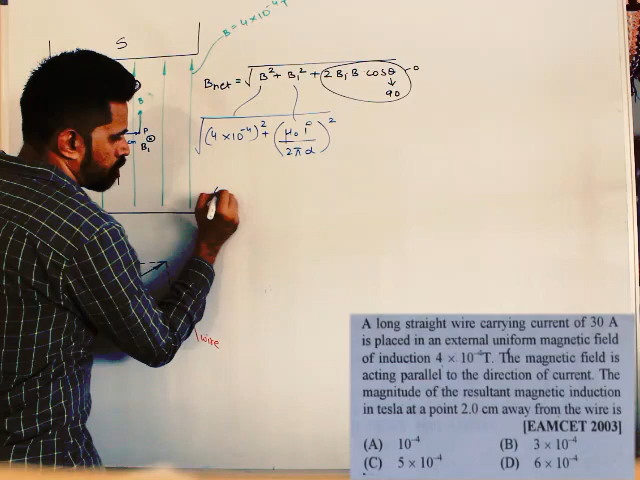 S
B = 4×10⁻⁴T
Bnet = √B² + B₁² + 2B₁B cosθ → 0
↓
90
√(4×10⁻⁴)² + (μ₀i / 2πd)²
B
P
cm
B₁
wire
A long straight wire carrying current of 30 A
is placed in an external uniform magnetic field
of induction 4 × 10⁻⁴T. The magnetic field is
acting parallel to the direction of current. The
magnitude of the resultant magnetic induction
in tesla at a point 2.0 cm away from the wire is
[EAMCET 2003]
(A) 10⁻⁴ (B) 3 × 10⁻⁴
(C) 5 × 10⁻⁴ (D) 6 × 10⁻⁴